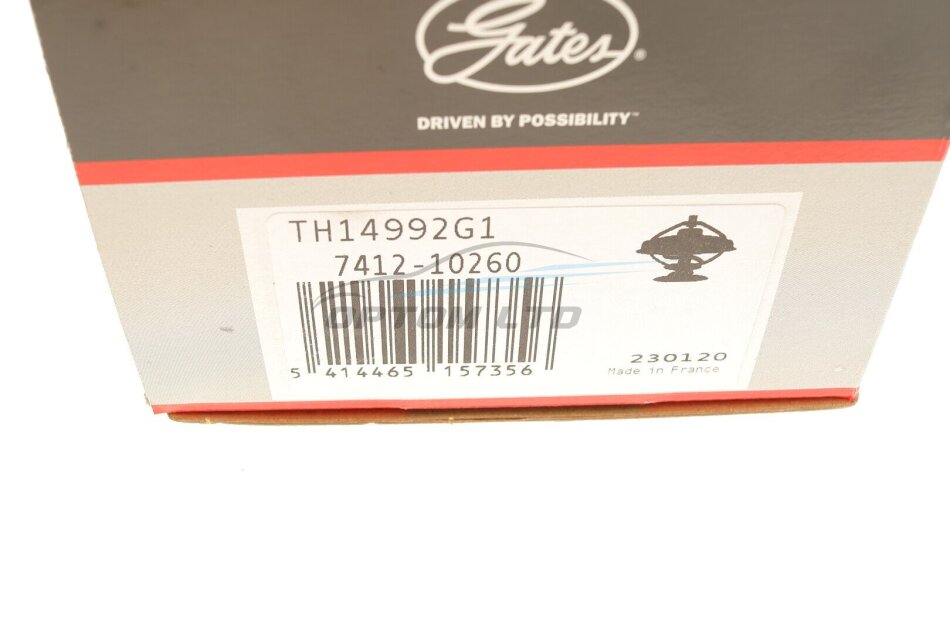 Gates®
DRIVEN BY POSSIBILITY™
TH14992G1
7412-10260
OPTOM LTD
5 414465 157356
230120
Made in France